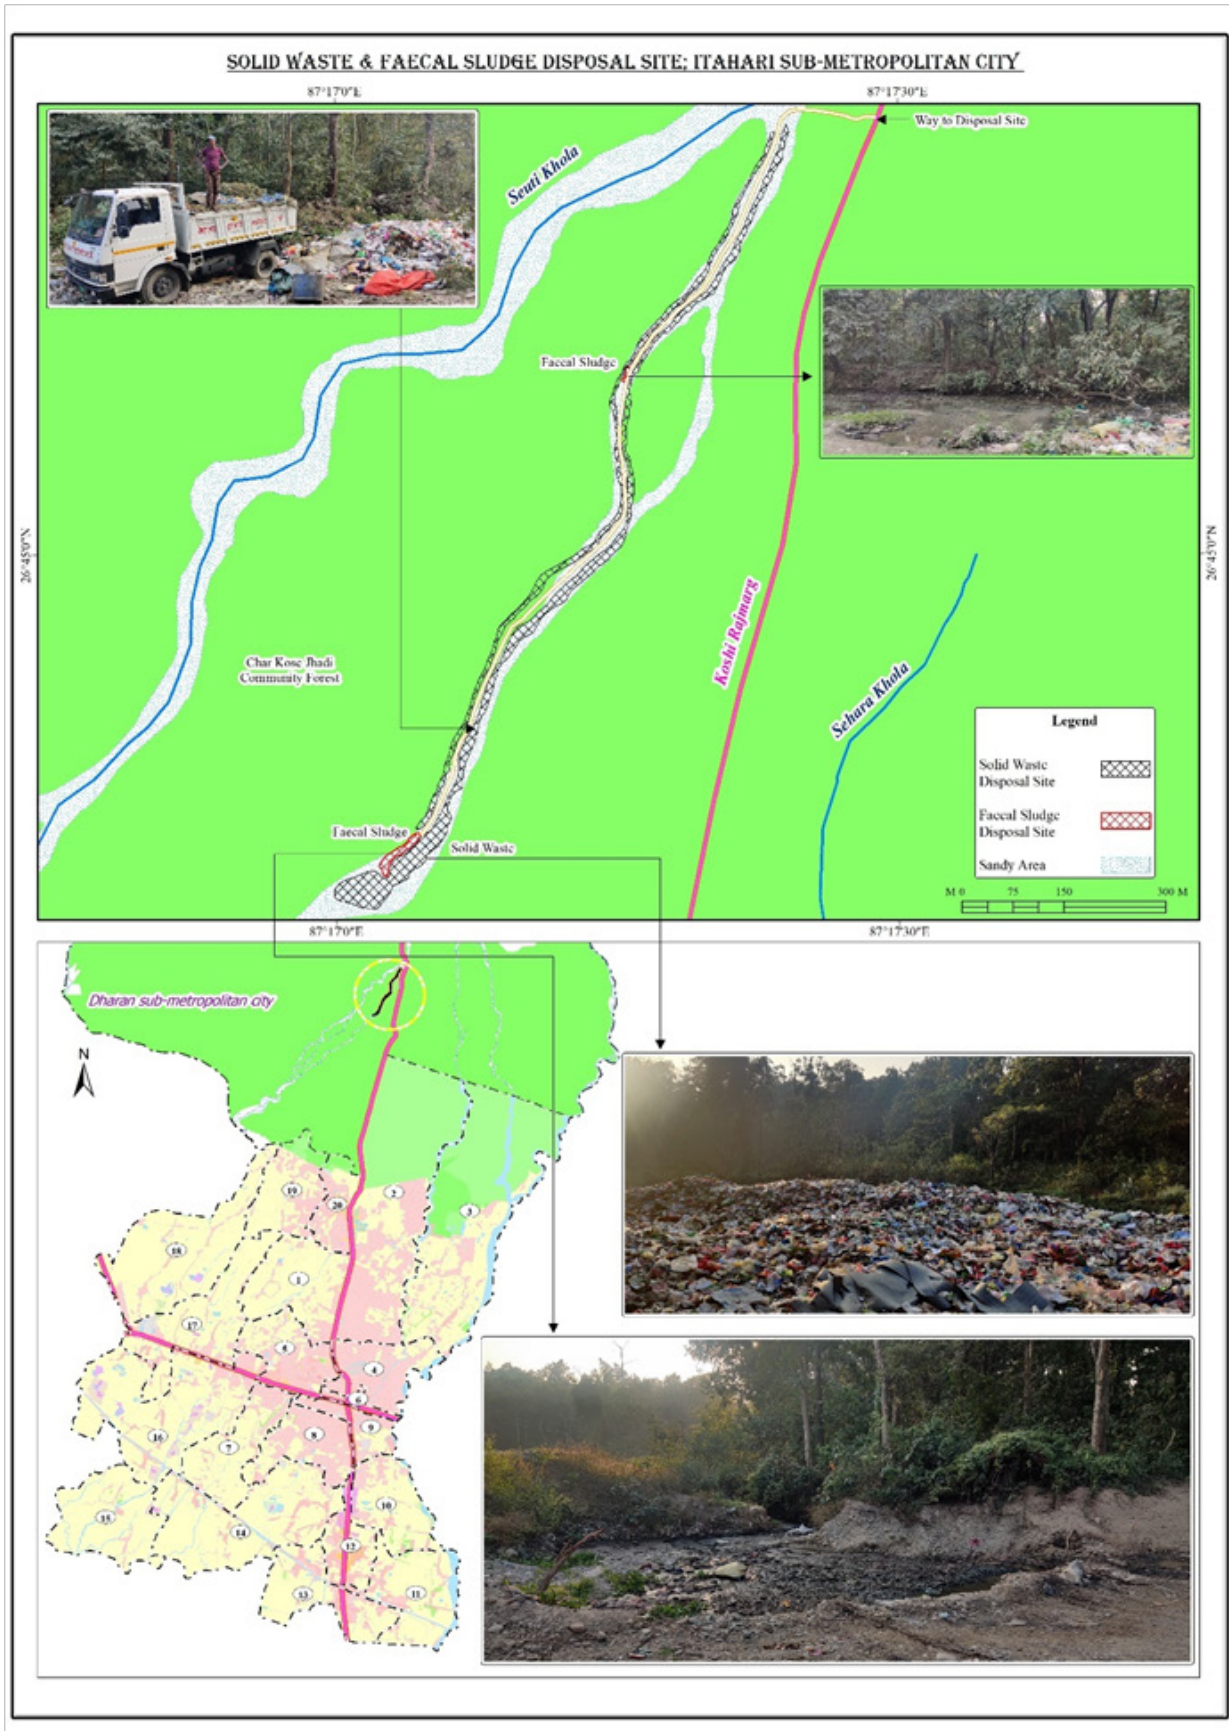 SOLID WASTE & FAECAL SLUDGE DISPOSAL SITE; ITAHARI SUB-METROPOLITAN CITY
87°17'0"E
87°17'30"E
Way to Disposal Site
Seuti Khola
Faecal Sludge
26°45'0"N
26°45'0"N
Koshi Rajmarg
Char Kose Jhadi
Community Forest
Sehara Khola
Legend
Solid Waste
Disposal Site
Faecal Sludge
Disposal Site
Sandy Area
M 0 75 150 300 M
Faecal Sludge
Solid Waste
87°17'0"E
87°17'30"E
Dharan sub-metropolitan city
N
19
20
2
3
18
1
17
4
6
9
8
7
16
15
14
10
12
13
11